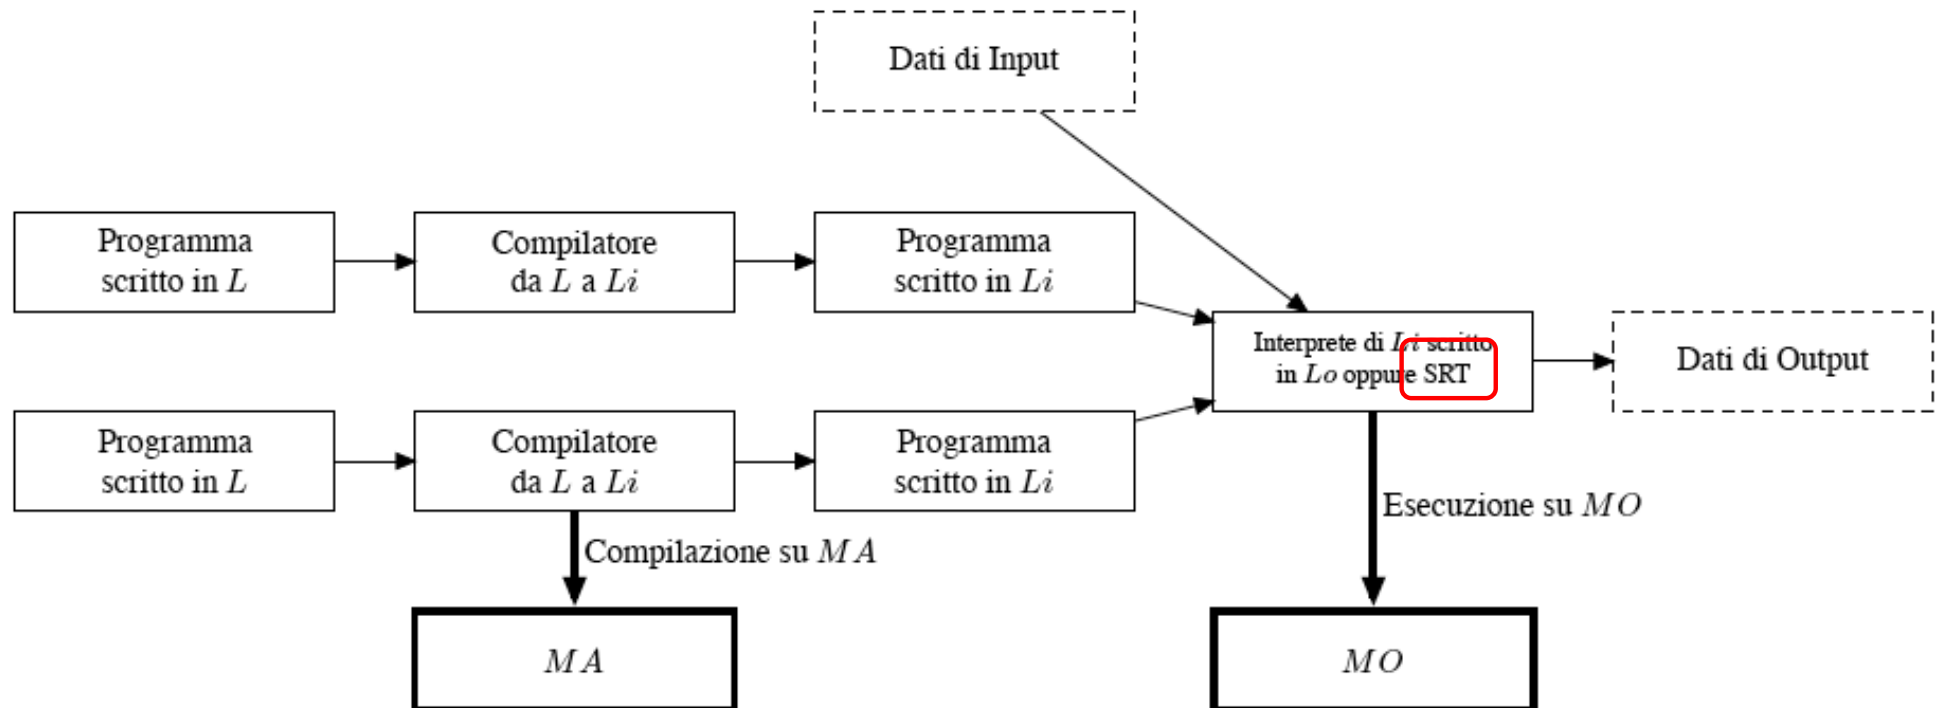 Dati di Input
Programma
scritto in L
Compilatore
da L a Li
Programma
scritto in Li
Interprete di Li scritto
in Lo oppure SRT
Dati di Output
Programma
scritto in L
Compilatore
da L a Li
Programma
scritto in Li
Esecuzione su MO
Compilazione su MA
MA
MO